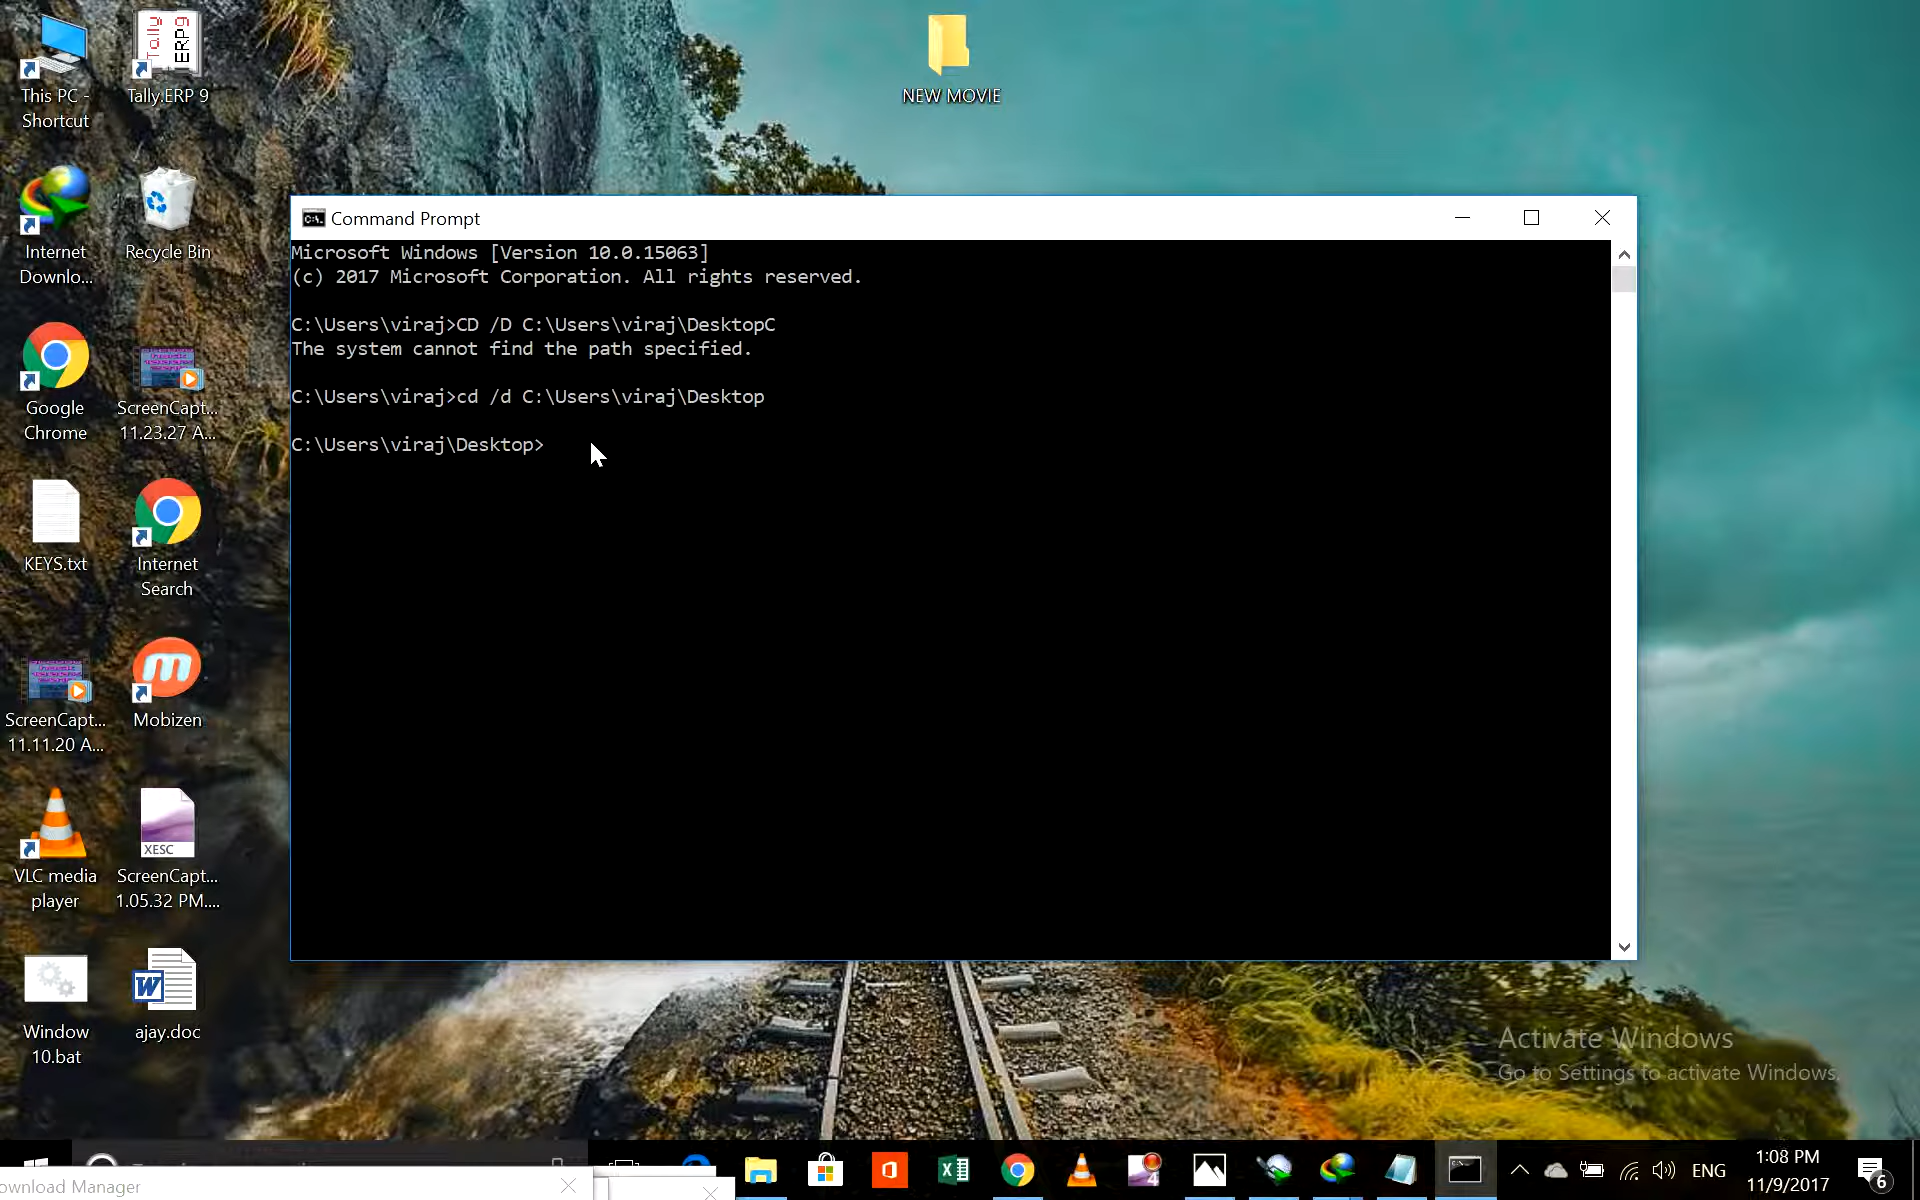 This PC -
Shortcut
Tally
ERP9
Tally.ERP 9
NEW MOVIE
Internet
Downlo...
Recycle Bin
Google
Chrome
ScreenCapt...
11.23.27 A...
KEYS.txt
Internet
Search
ScreenCapt...
11.11.20 A...
m
Mobizen
VLC media
player
XESC
ScreenCapt...
1.05.32 PM....
Window
10.bat
W
ajay.doc
C:\. Command Prompt
Microsoft Windows [Version 10.0.15063]
(c) 2017 Microsoft Corporation. All rights reserved.
C:\Users\viraj>CD /D C:\Users\viraj\DesktopC
The system cannot find the path specified.
C:\Users\viraj>cd /d C:\Users\viraj\Desktop
C:\Users\viraj\Desktop>
Activate Windows
Go to Settings to activate Windows.
ownload Manager
4
ENG
1:08 PM
11/9/2017
6